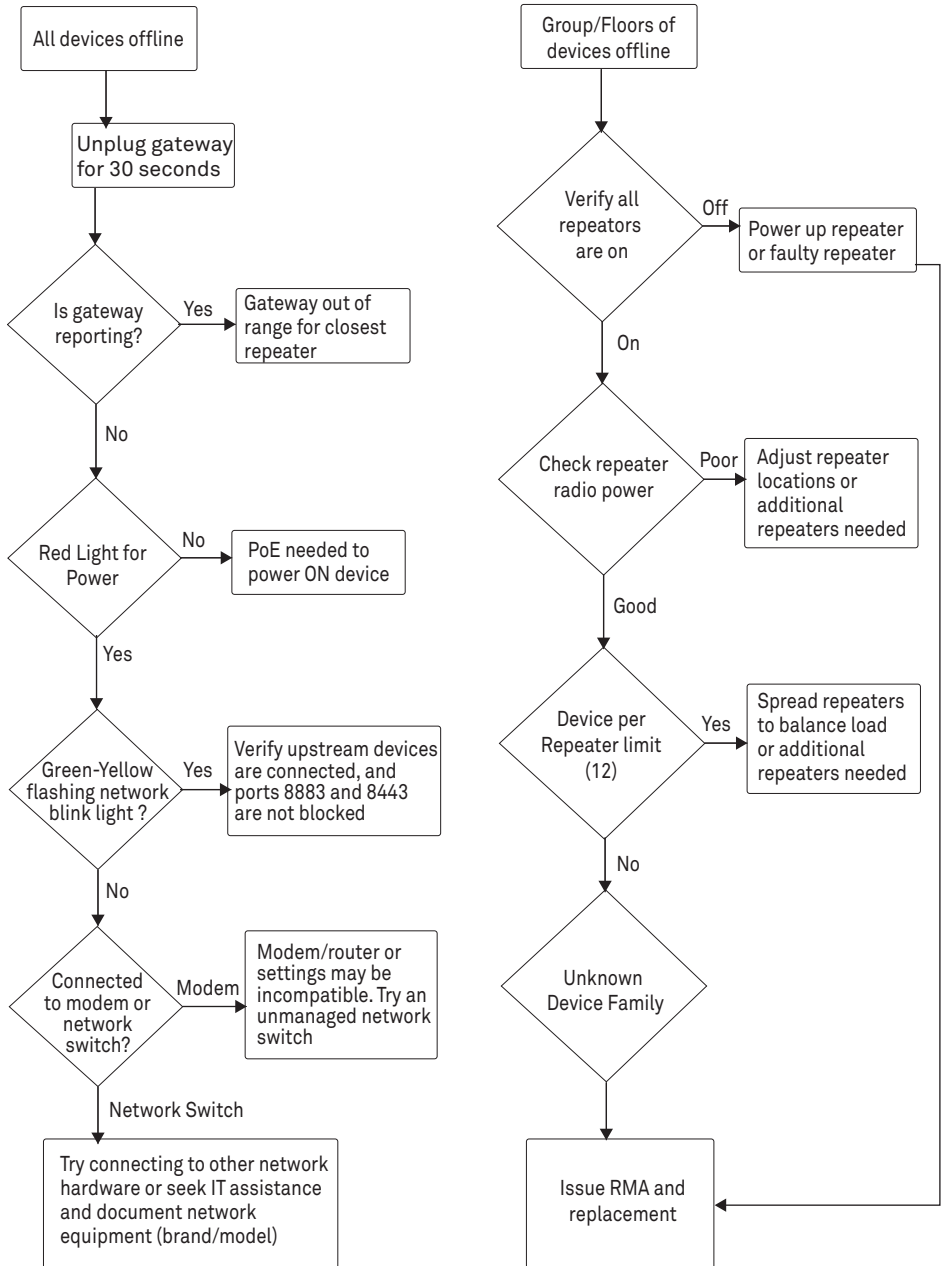 All devices offline
Unplug gateway
for 30 seconds
Is gateway
reporting?
Yes
Gateway out of
range for closest
repeater
No
Red Light for
Power
No
PoE needed to
power ON device
Yes
Green-Yellow
flashing network
blink light ?
Yes
Verify upstream devices
are connected, and
ports 8883 and 8443
are not blocked
No
Connected
to modem or
network
switch?
Modem
Modem/router or
settings may be
incompatible. Try an
unmanaged network
switch
Network Switch
Try connecting to other network
hardware or seek IT assistance
and document network
equipment (brand/model)
Group/Floors of
devices offline
Verify all
repeators
are on
Off
Power up repeater
or faulty repeater
On
Check repeater
radio power
Poor
Adjust repeater
locations or
additional
repeaters needed
Good
Device per
Repeater limit
(12)
Yes
Spread repeaters
to balance load
or additional
repeaters needed
No
Unknown
Device Family
Issue RMA and
replacement